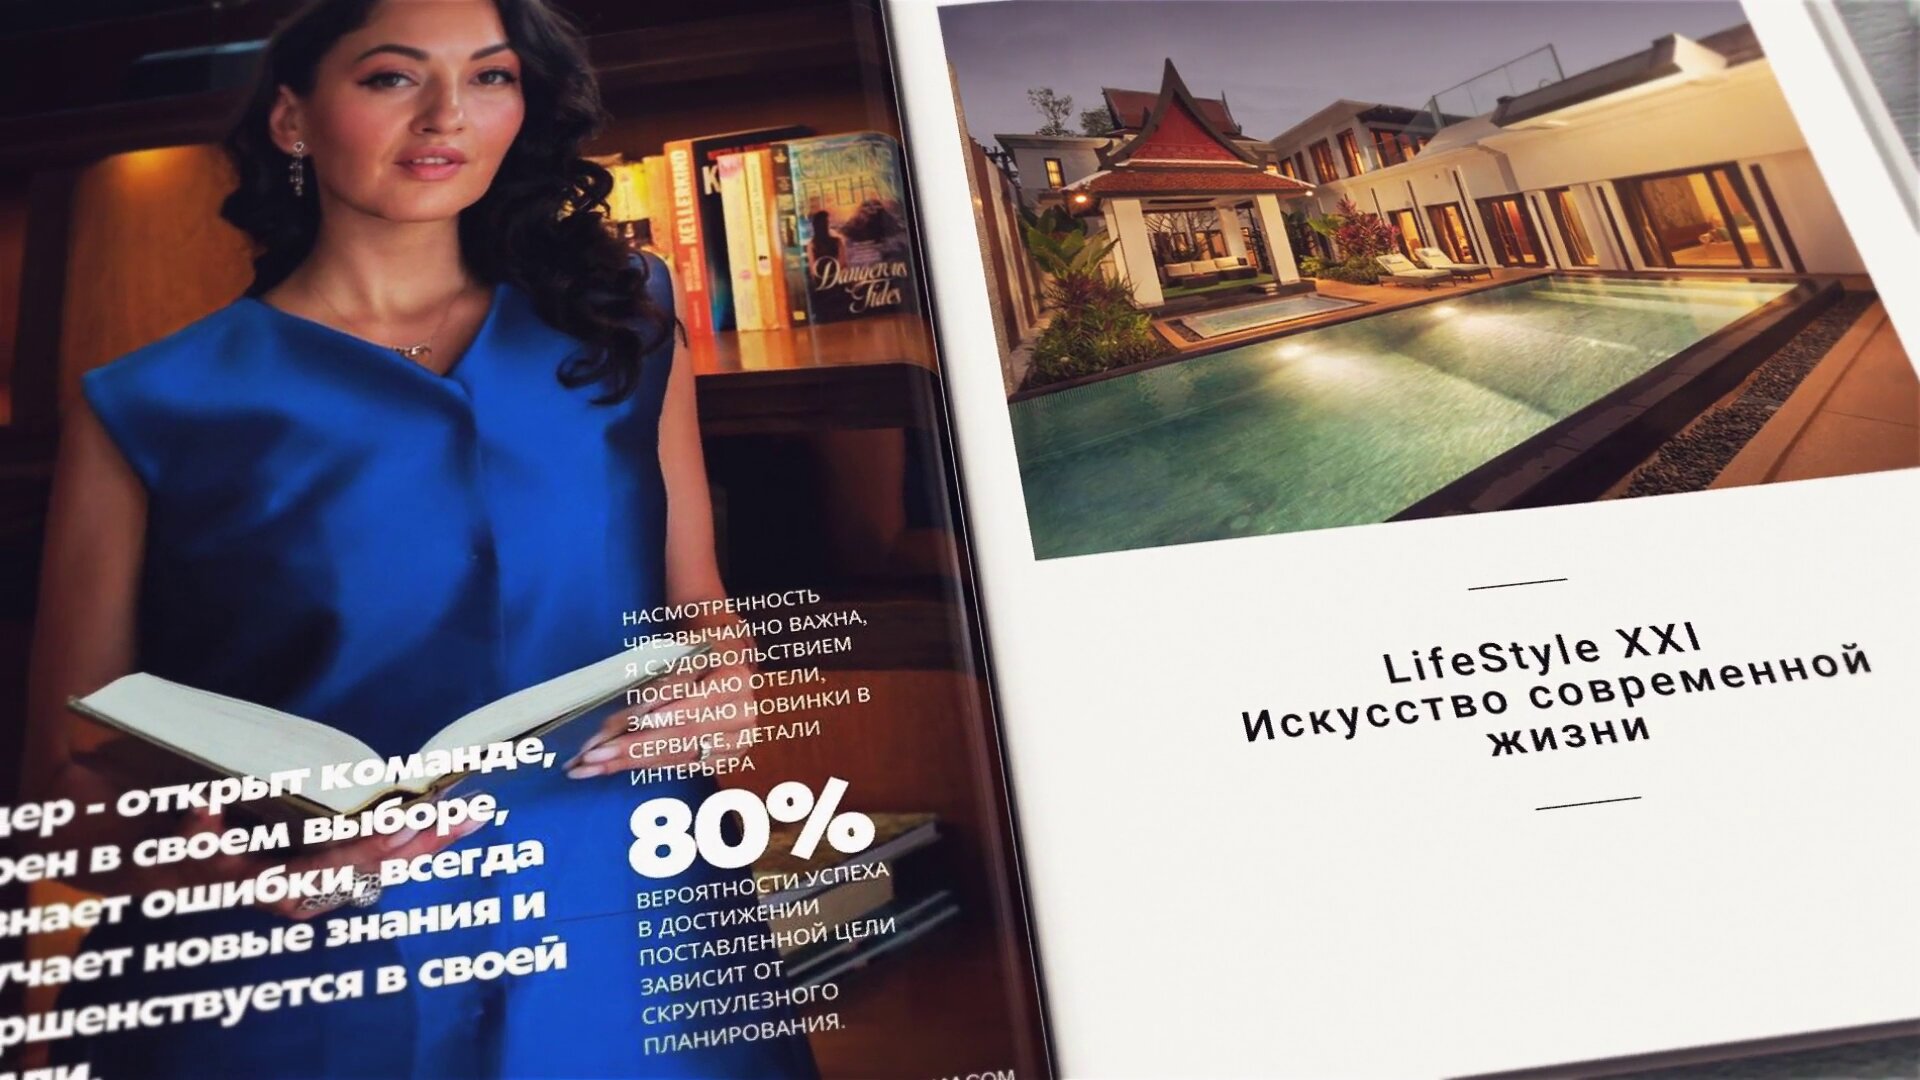 KELLERKIND
Dangerous
Tides
НАСМОТРЕННОСТЬ
ЧРЕЗВЫЧАЙНО ВАЖНА,
Я С УДОВОЛЬСТВИЕМ
ПОСЕЩАЮ ОТЕЛИ,
ЗАМЕЧАЮ НОВИНКИ В
СЕРВИСЕ, ДЕТАЛИ
ИНТЕРЬЕРА
80%
ВЕРОЯТНОСТИ УСПЕХА
В ДОСТИЖЕНИИ
ПОСТАВЛЕННОЙ ЦЕЛИ
ЗАВИСИТ ОТ
СКРУПУЛЕЗНОГО
ПЛАНИРОВАНИЯ.
- открыт команде,
в своем выборе,
ошибки, всегда
новые знания и
в своей
LifeStyle XXI
Искусство современной
жизни